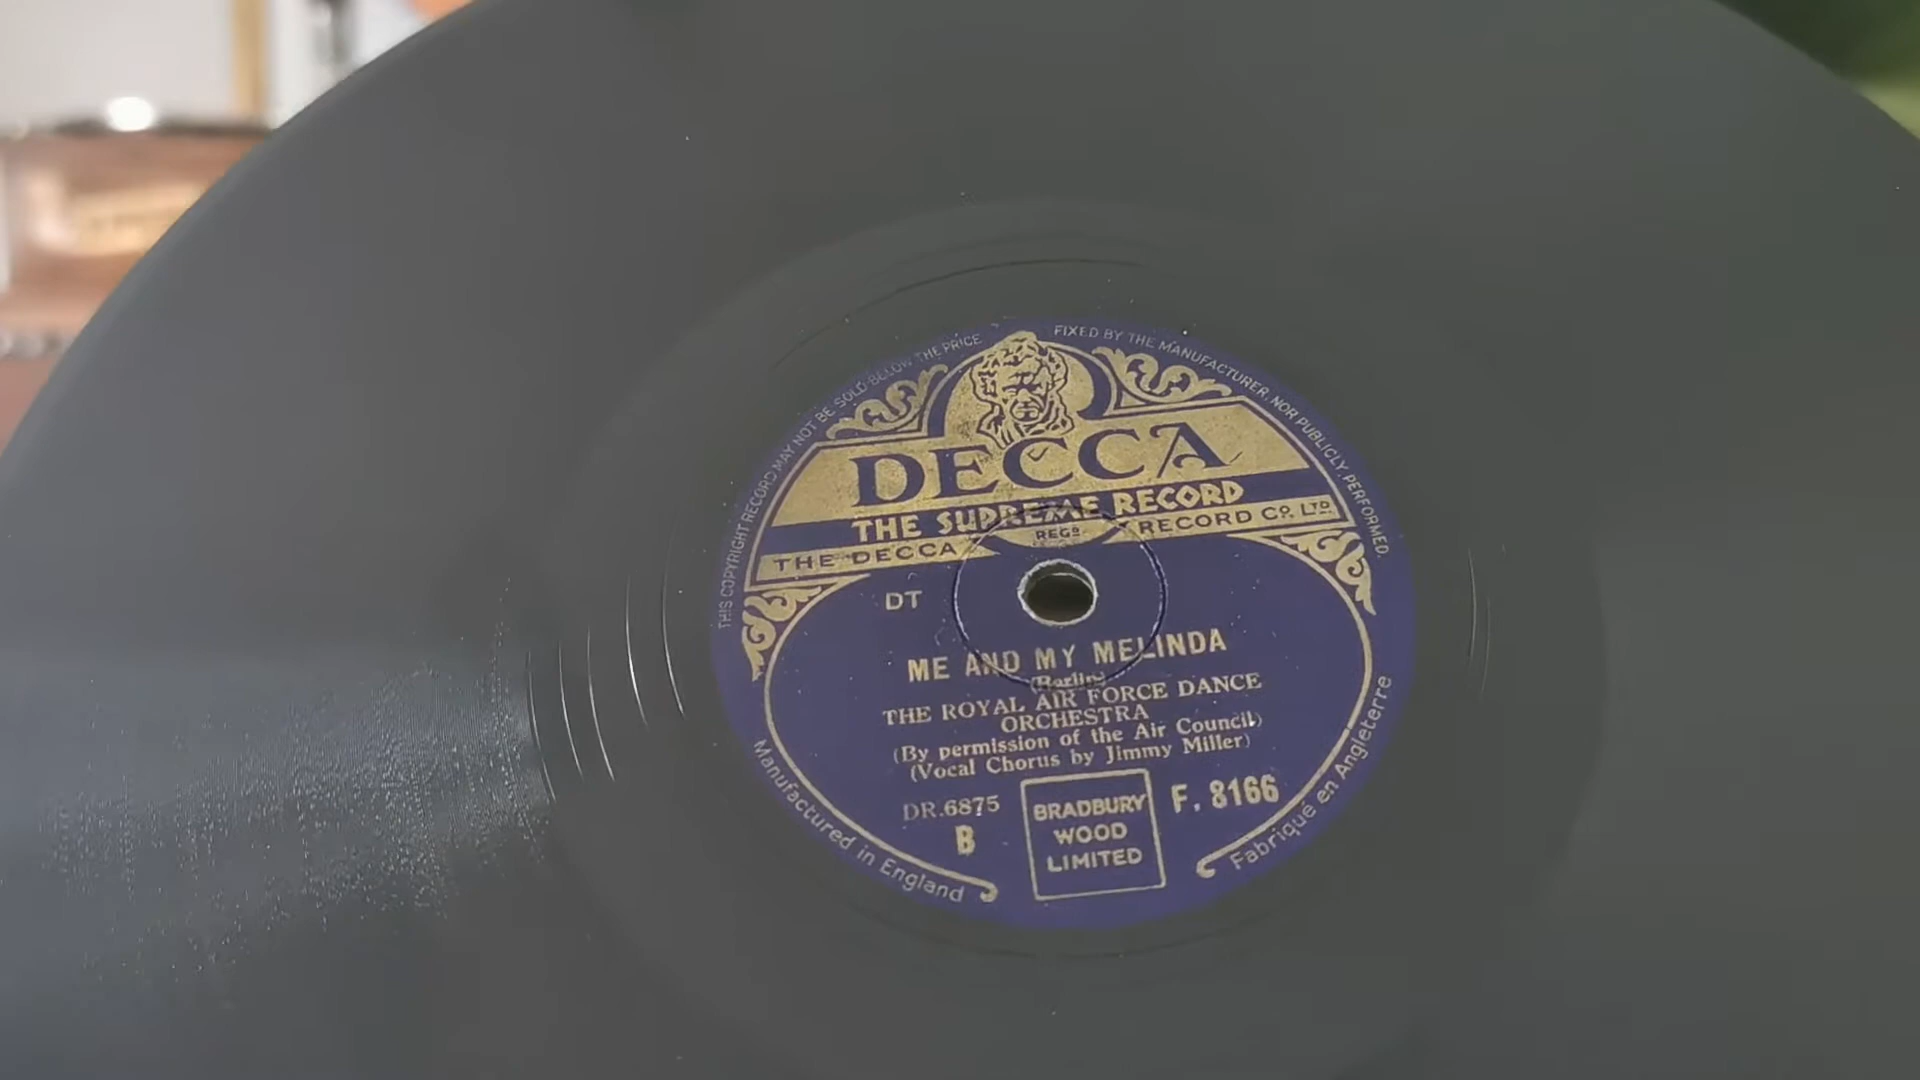 THIS COPYRIGHT RECORD MAY NOT BE SOLD BELOW THE PRICE FIXED BY THE MANUFACTURER, NOR PUBLICLY PERFORMED.
DECCA
THE SUPREME RECORD
THE DECCA REGD RECORD CO. LTD.
DT
ME AND MY MELINDA
(Berlin)
THE ROYAL AIR FORCE DANCE
ORCHESTRA
(By permission of the Air Council)
(Vocal Chorus by Jimmy Miller)
DR.6875
B
BRADBURY
WOOD
LIMITED
F. 8166
Manufactured in England
Fabriqué en Angleterre